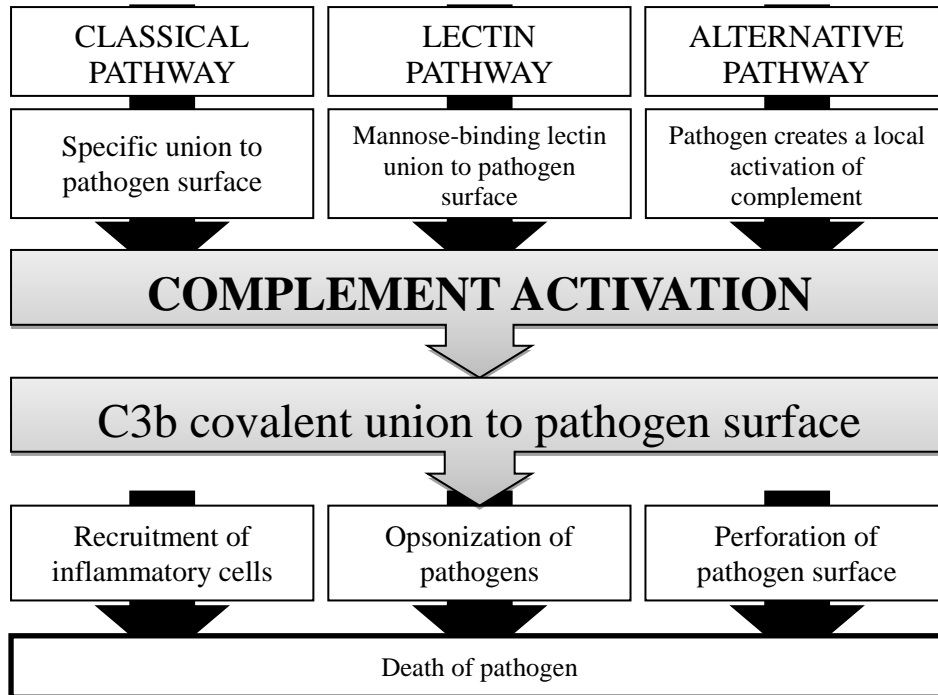 CLASSICAL
PATHWAY
LECTIN
PATHWAY
ALTERNATIVE
PATHWAY
Specific union to
pathogen surface
Mannose-binding lectin
union to pathogen
surface
Pathogen creates a local
activation of
complement
COMPLEMENT ACTIVATION
C3b covalent union to pathogen surface
Recruitment of
inflammatory cells
Opsonization of
pathogens
Perforation of
pathogen surface
Death of pathogen